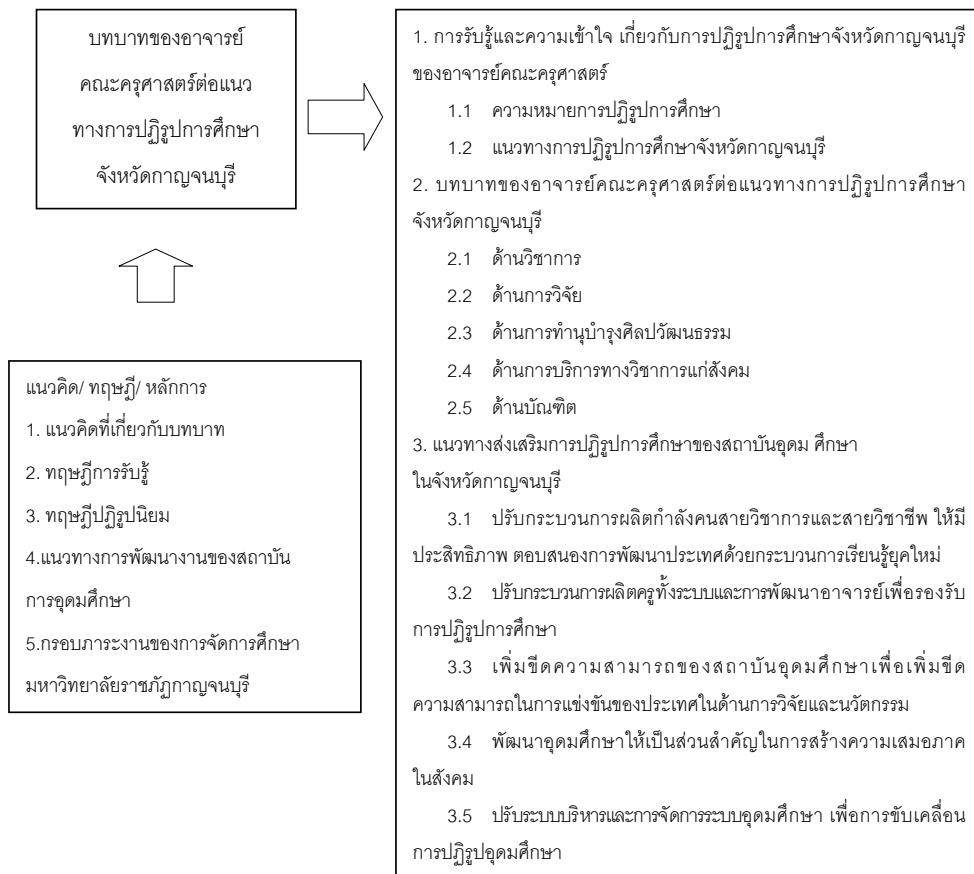 บทบาทของอาจารย์
คณะครุศาสตร์ต่อแนว
ทางการปฏิรูปการศึกษา
จังหวัดกาญจนบุรี
แนวคิด/ ทฤษฎี/ หลักการ
1. แนวคิดที่เกี่ยวกับบทบาท
2. ทฤษฎีการรับรู้
3. ทฤษฎีปฏิรูปนิยม
4.แนวทางการพัฒนางานของสถาบัน
การอุดมศึกษา
5.กรอบภาระงานของการจัดการศึกษา
มหาวิทยาลัยราชภัฏกาญจนบุรี
1. การรับรู้และความเข้าใจ เกี่ยวกับการปฏิรูปการศึกษาจังหวัดกาญจนบุรี
ของอาจารย์คณะครุศาสตร์
1.1 ความหมายการปฏิรูปการศึกษา
1.2 แนวทางการปฏิรูปการศึกษาจังหวัดกาญจนบุรี
2. บทบาทของอาจารย์คณะครุศาสตร์ต่อแนวทางการปฏิรูปการศึกษา
จังหวัดกาญจนบุรี
2.1 ด้านวิชาการ
2.2 ด้านการวิจัย
2.3 ด้านการทำนุบำรุงศิลปวัฒนธรรม
2.4 ด้านการบริการทางวิชาการแก่สังคม
2.5 ด้านบัณฑิต
3. แนวทางส่งเสริมการปฏิรูปการศึกษาของสถาบันอุดม ศึกษา
ในจังหวัดกาญจนบุรี
3.1 ปรับกระบวนการผลิตกำลังคนสายวิชาการและสายวิชาชีพ ให้มี
ประสิทธิภาพ ตอบสนองการพัฒนาประเทศด้วยกระบวนการเรียนรู้ยุคใหม่
3.2 ปรับกระบวนการผลิตครูทั้งระบบและการพัฒนาอาจารย์เพื่อรองรับ
การปฏิรูปการศึกษา
3.3 เพิ่มขีดความสามารถของสถาบันอุดมศึกษาเพื่อเพิ่มขีด
ความสามารถในการแข่งขันของประเทศในด้านการวิจัยและนวัตกรรม
3.4 พัฒนาอุดมศึกษาให้เป็นส่วนสำคัญในการสร้างความเสมอภาค
ในสังคม
3.5 ปรับระบบบริหารและการจัดการระบบอุดมศึกษา เพื่อการขับเคลื่อน
การปฏิรูปอุดมศึกษา